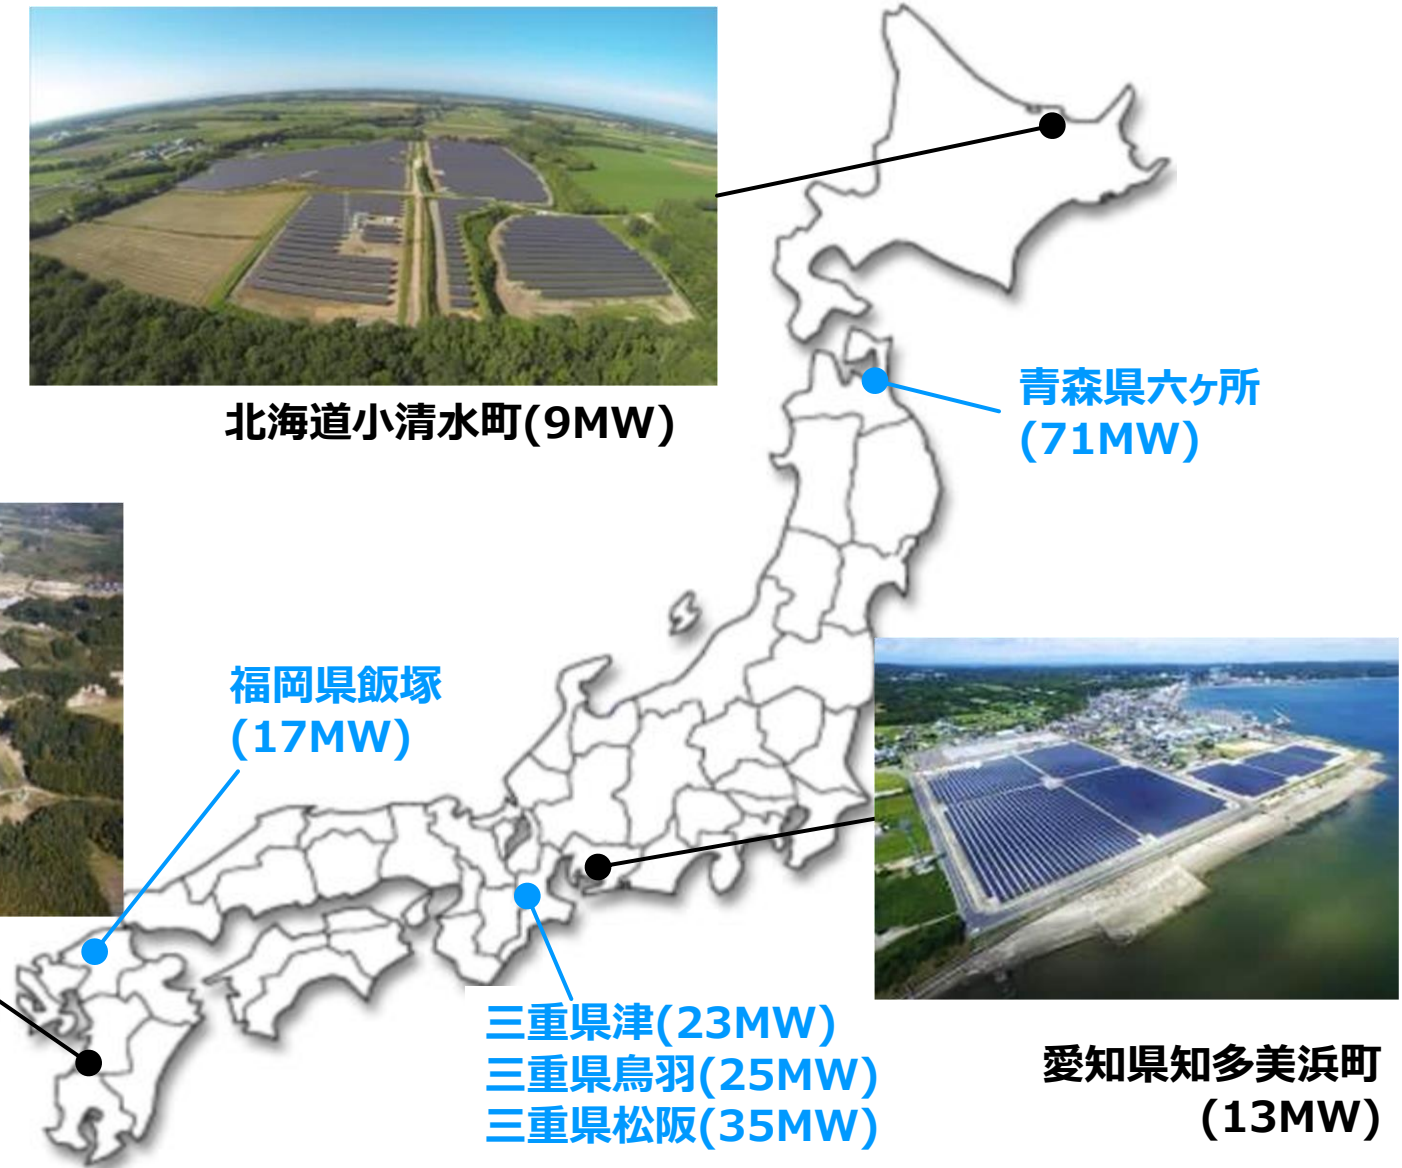 北海道小清水町(9MW)
青森県六ヶ所
(71MW)
福岡県飯塚
(17MW)
三重県津(23MW)
三重県鳥羽(25MW)
三重県松阪(35MW)
愛知県知多美浜町
(13MW)